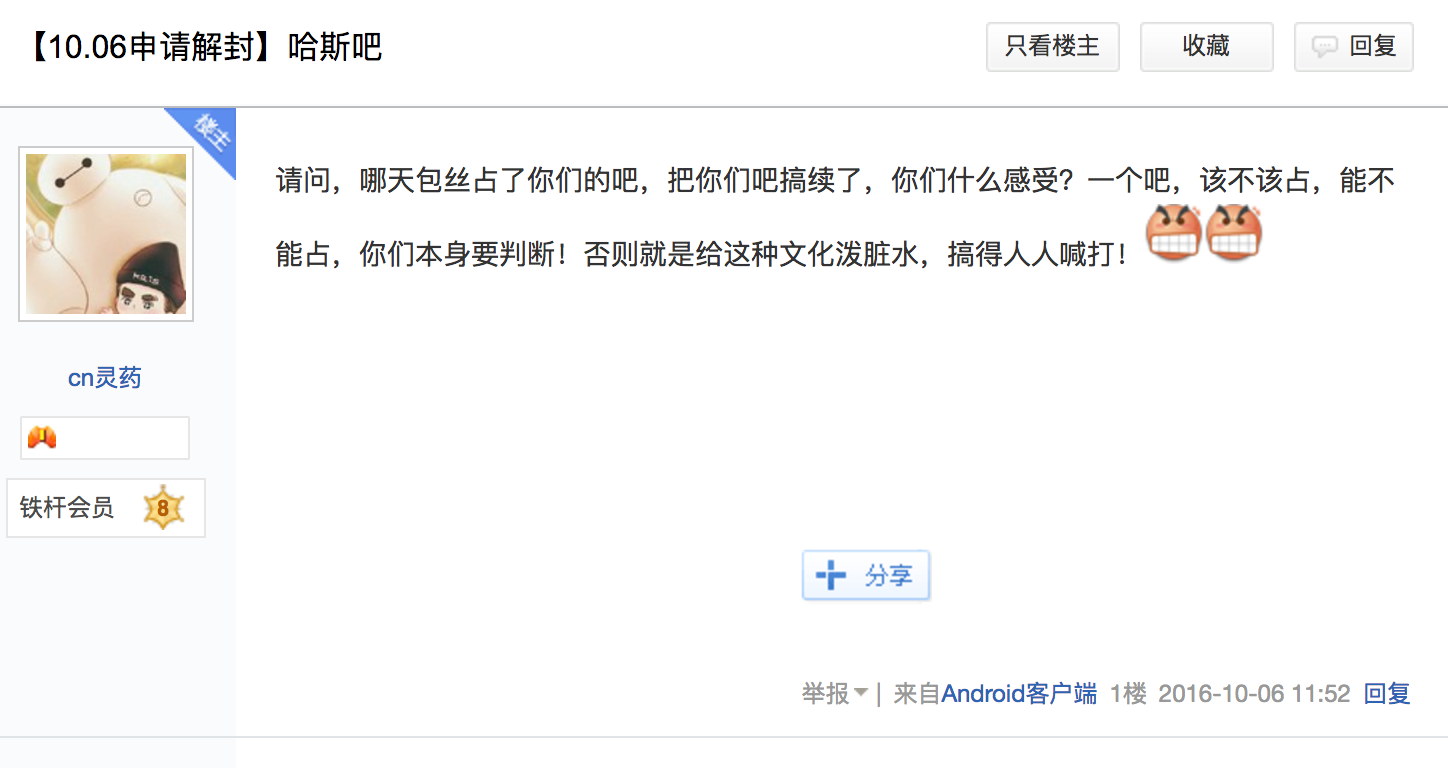 【10.06申请解封】哈斯吧
只看楼主
收藏
回复
楼主
请问，哪天包丝占了你们的吧，把你们吧搞续了，你们什么感受？一个吧，该不该占，能不
能占，你们本身要判断！否则就是给这种文化泼脏水，搞得人人喊打！
KRIS
cn灵药
铁杆会员 8
分享
举报 | 来自Android客户端 1楼 2016-10-06 11:52 回复